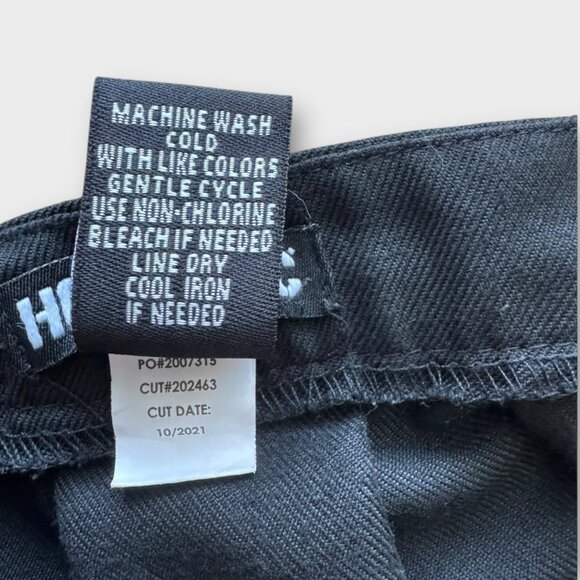 MACHINE WASH
COLD
WITH LIKE COLORS
GENTLE CYCLE
USE NON-CHLORINE
BLEACH IF NEEDED
LINE DRY
COOL IRON
IF NEEDED
PO#2007315
CUT#202463
CUT DATE:
10/2021